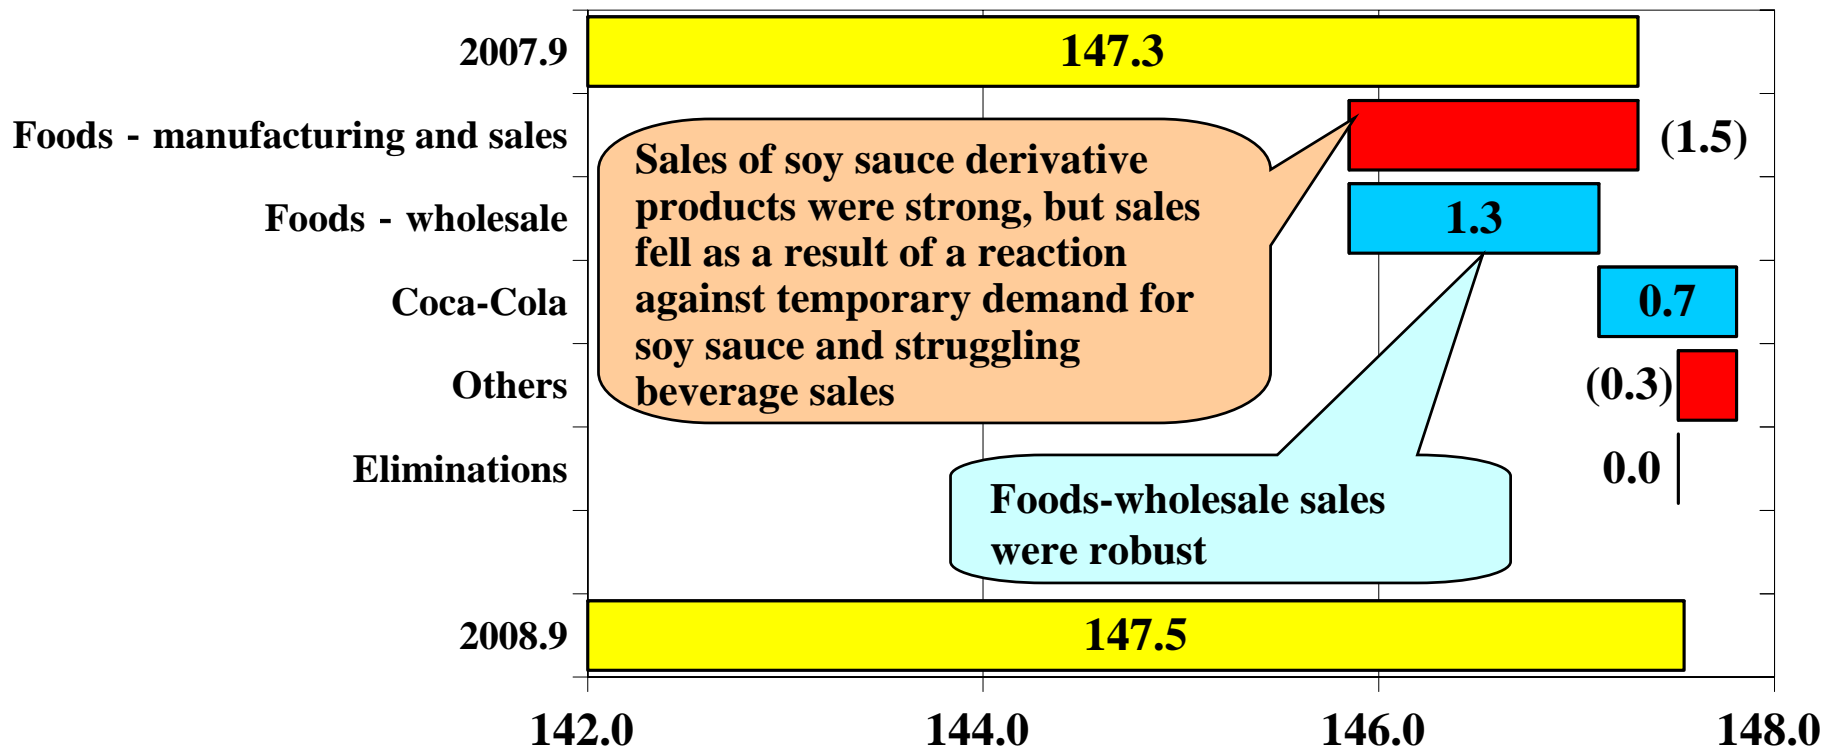 2007.9
147.3
Foods - manufacturing and sales
(1.5)
Sales of soy sauce derivative
products were strong, but sales
fell as a result of a reaction
against temporary demand for
soy sauce and struggling
beverage sales
Foods - wholesale
1.3
Coca-Cola
0.7
Others
(0.3)
Eliminations
0.0
Foods-wholesale sales
were robust
2008.9
147.5
142.0
144.0
146.0
148.0